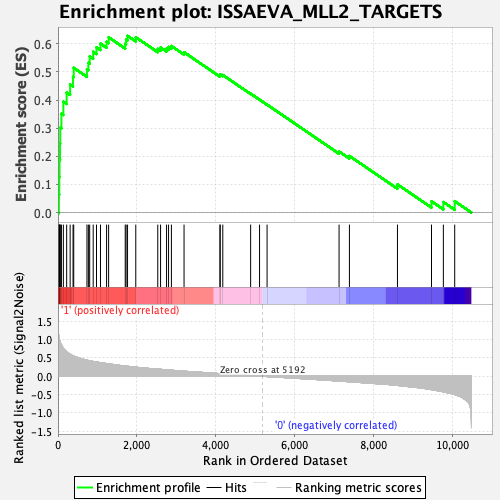 Enrichment plot: ISSAEVA_MLL2_TARGETS
Enrichment score (ES)
0.6
0.5
0.4
0.3
0.2
0.1
0.0
'1' (positively correlated)
Ranked list metric (Signal2Noise)
1.5
1.0
0.5
0.0
-0.5
-1.0
-1.5
Zero cross at 5192
'0' (negatively correlated)
0 2,000 4,000 6,000 8,000 10,000
Rank in Ordered Dataset
Enrichment profile Hits Ranking metric scores